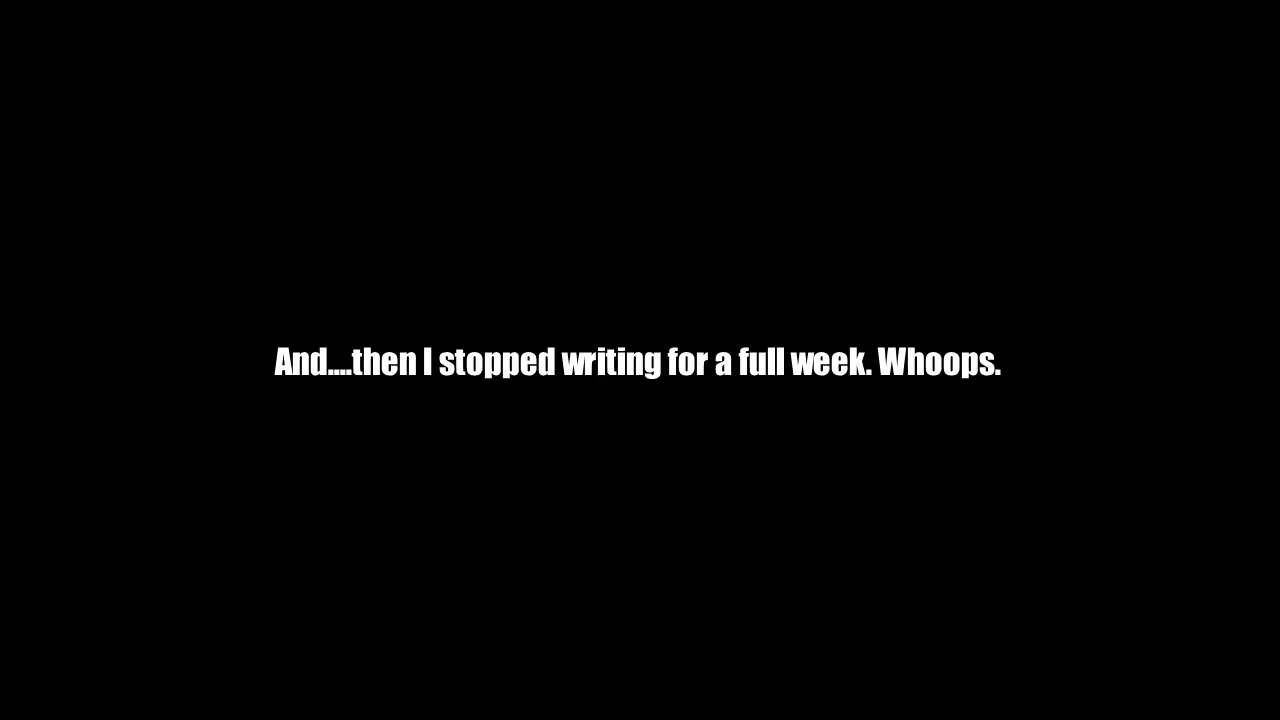 And....then I stopped writing for a full week. Whoops.